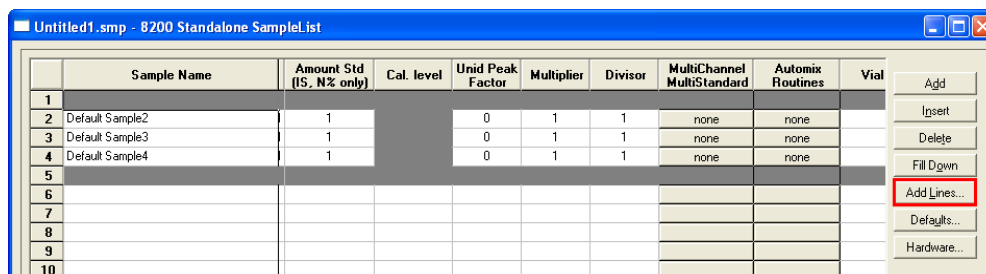 Untitled1.smp - 8200 Standalone SampleList
Sample Name Amount Std (IS, N% only) Cal. level Unid Peak Factor Multiplier Divisor MultiChannel MultiStandard Automix Routines Vial
1
2 Default Sample2 1 0 1 1 none none
3 Default Sample3 1 0 1 1 none none
4 Default Sample4 1 0 1 1 none none
5
6
7
8
9
10
Add
Insert
Delete
Fill Down
Add Lines...
Defaults...
Hardware...